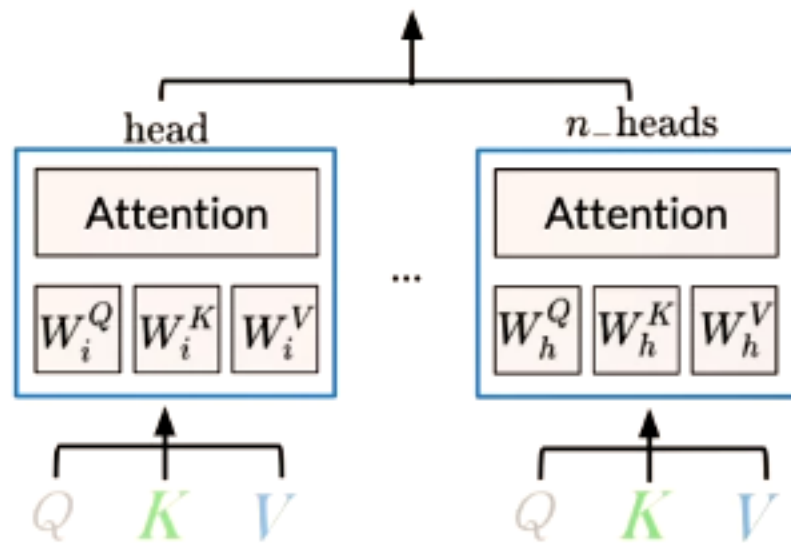 head n_heads
Attention Attention
...
W_i^Q W_i^K W_i^V W_h^Q W_h^K W_h^V
Q K V Q K V